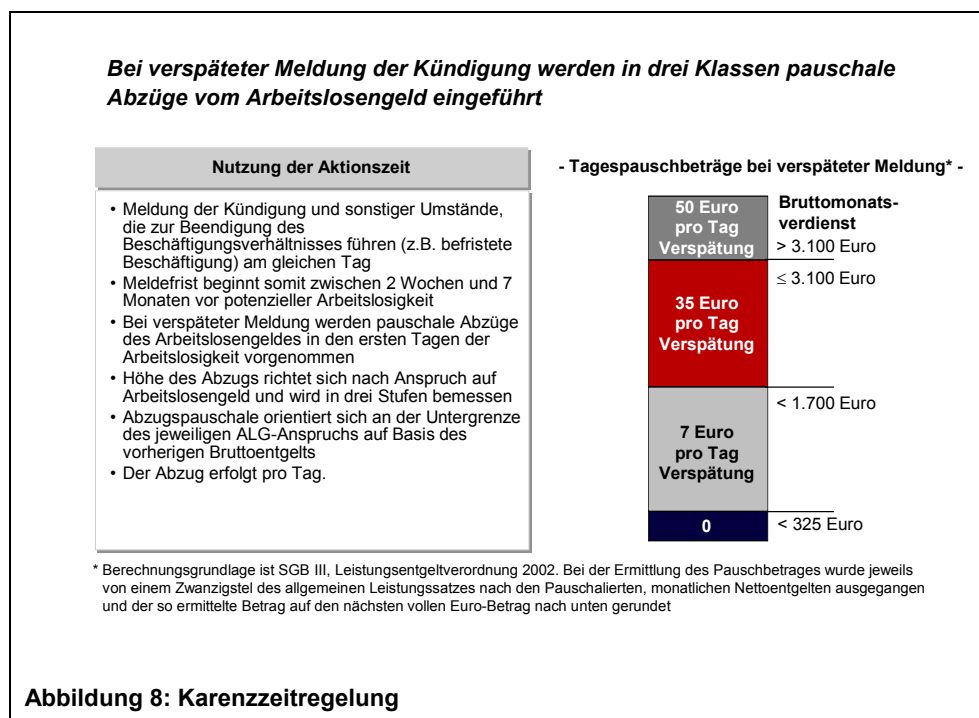 Bei verspäteter Meldung der Kündigung werden in drei Klassen pauschale
Abzüge vom Arbeitslosengeld eingeführt
Nutzung der Aktionszeit
• Meldung der Kündigung und sonstiger Umstände,
die zur Beendigung des
Beschäftigungsverhältnisses führen (z.B. befristete
Beschäftigung) am gleichen Tag
• Meldefrist beginnt somit zwischen 2 Wochen und 7
Monaten vor potenzieller Arbeitslosigkeit
• Bei verspäteter Meldung werden pauschale Abzüge
des Arbeitslosengeldes in den ersten Tagen der
Arbeitslosigkeit vorgenommen
• Höhe des Abzugs richtet sich nach Anspruch auf
Arbeitslosengeld und wird in drei Stufen bemessen
• Abzugspauschale orientiert sich an der Untergrenze
des jeweiligen ALG-Anspruchs auf Basis des
vorherigen Bruttoentgelts
• Der Abzug erfolgt pro Tag.
- Tagespauschbeträge bei verspäteter Meldung* -
50 Euro
pro Tag
Verspätung
Bruttomonats-
verdienst
> 3.100 Euro
≤ 3.100 Euro
35 Euro
pro Tag
Verspätung
< 1.700 Euro
7 Euro
pro Tag
Verspätung
0
< 325 Euro
* Berechnungsgrundlage ist SGB III, Leistungsentgeltverordnung 2002. Bei der Ermittlung des Pauschbetrages wurde jeweils
von einem Zwanzigstel des allgemeinen Leistungssatzes nach den Pauschalierten, monatlichen Nettoentgelten ausgegangen
und der so ermittelte Betrag auf den nächsten vollen Euro-Betrag nach unten gerundet
Abbildung 8: Karenzzeitregelung